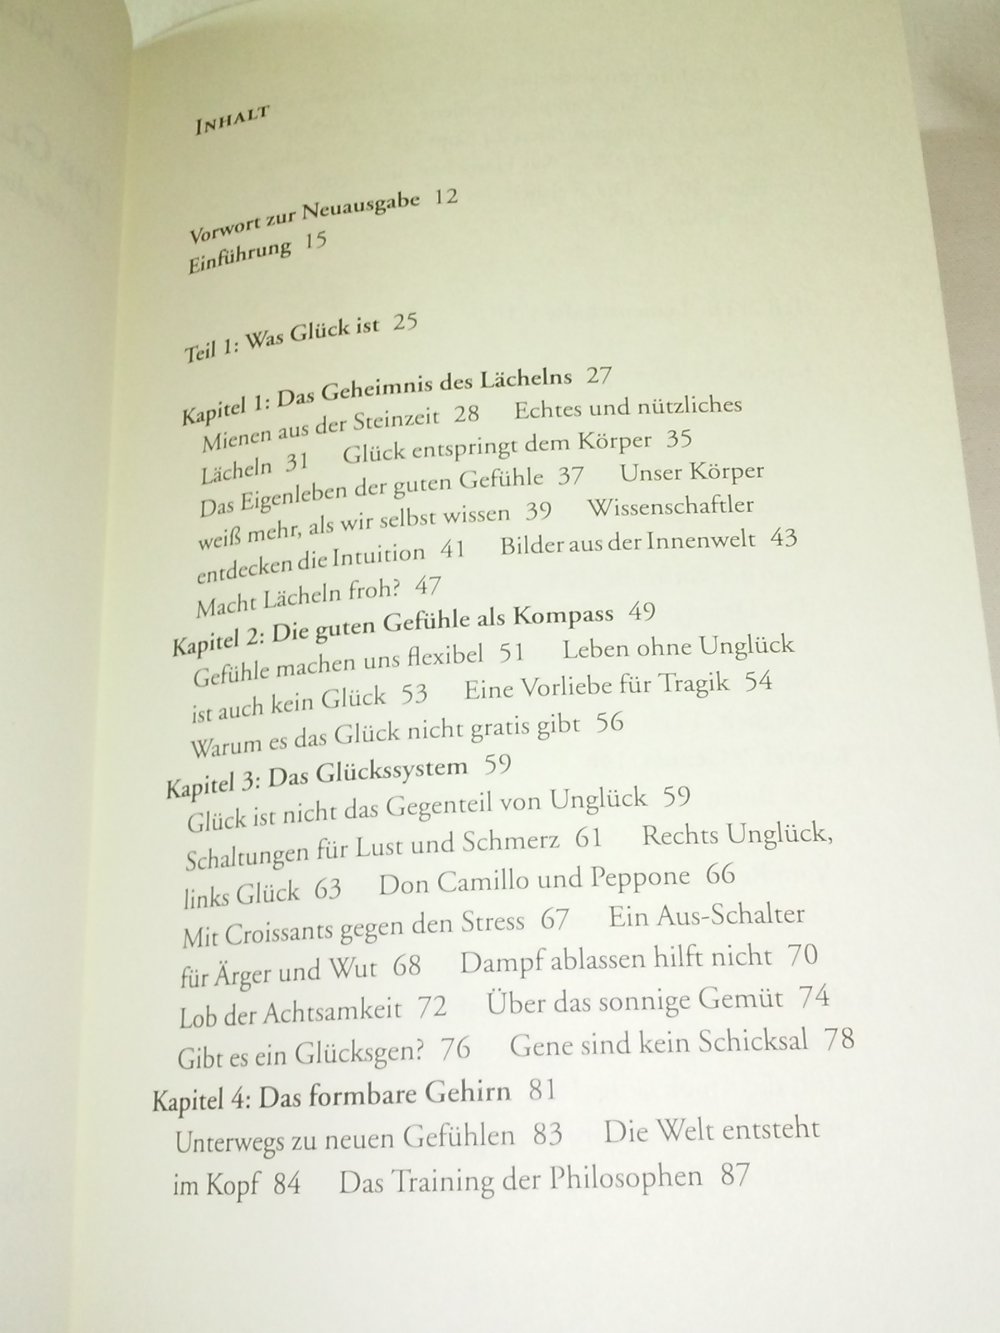 INHALT
Vorwort zur Neuausgabe 12
Einführung 15
Teil 1: Was Glück ist 25
Kapitel 1: Das Geheimnis des Lächelns 27
Mienen aus der Steinzeit 28 Echtes und nützliches
Lächeln 31 Glück entspringt dem Körper 35
Das Eigenleben der guten Gefühle 37 Unser Körper
weiß mehr, als wir selbst wissen 39 Wissenschaftler
entdecken die Intuition 41 Bilder aus der Innenwelt 43
Macht Lächeln froh? 47
Kapitel 2: Die guten Gefühle als Kompass 49
Gefühle machen uns flexibel 51 Leben ohne Unglück
ist auch kein Glück 53 Eine Vorliebe für Tragik 54
Warum es das Glück nicht gratis gibt 56
Kapitel 3: Das Glückssystem 59
Glück ist nicht das Gegenteil von Unglück 59
Schaltungen für Lust und Schmerz 61 Rechts Unglück,
links Glück 63 Don Camillo und Peppone 66
Mit Croissants gegen den Stress 67 Ein Aus-Schalter
für Ärger und Wut 68 Dampf ablassen hilft nicht 70
Lob der Achtsamkeit 72 Über das sonnige Gemüt 74
Gibt es ein Glücksgen? 76 Gene sind kein Schicksal 78
Kapitel 4: Das formbare Gehirn 81
Unterwegs zu neuen Gefühlen 83 Die Welt entsteht
im Kopf 84 Das Training der Philosophen 87